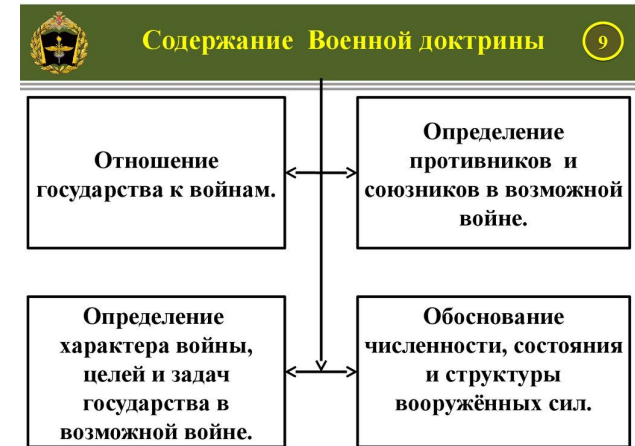 Содержание Военной доктрины
9
Отношение
государства к войнам.
Определение
противников и
союзников в возможной
войне.
Определение
характера войны,
целей и задач
государства в
возможной войне.
Обоснование
численности, состояния
и структуры
вооружённых сил.